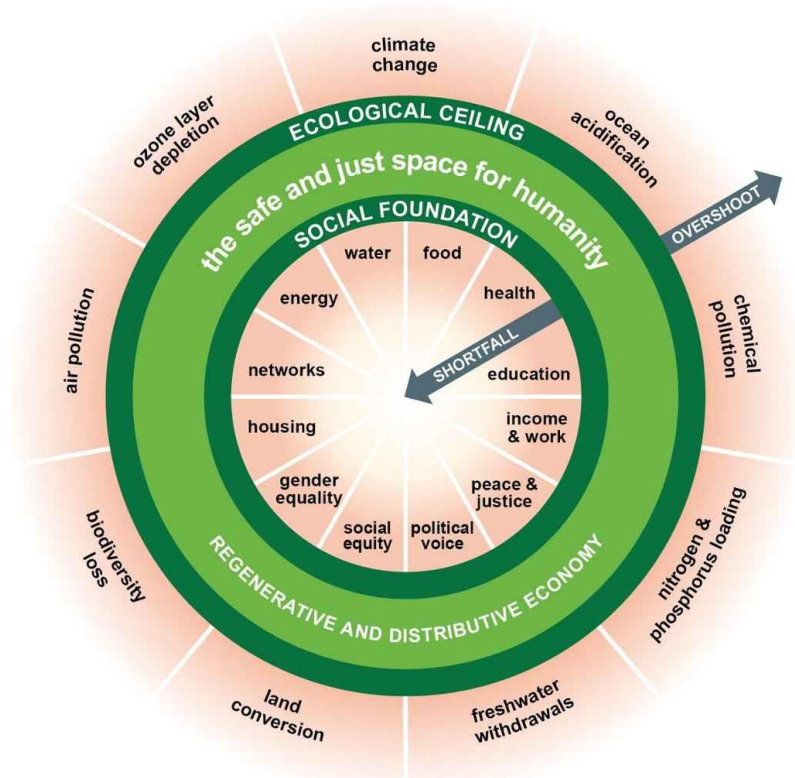 climate
change
ocean
acidification
OVERSHOOT
chemical
pollution
nitrogen &
phosphorus loading
freshwater
withdrawals
land
conversion
biodiversity
loss
air pollution
ozone layer
depletion
ECOLOGICAL CEILING
the safe and just space for humanity
SOCIAL FOUNDATION
water
food
health
SHORTFALL
education
income
& work
peace &
justice
political
voice
social
equity
gender
equality
housing
networks
energy
REGENERATIVE AND DISTRIBUTIVE ECONOMY